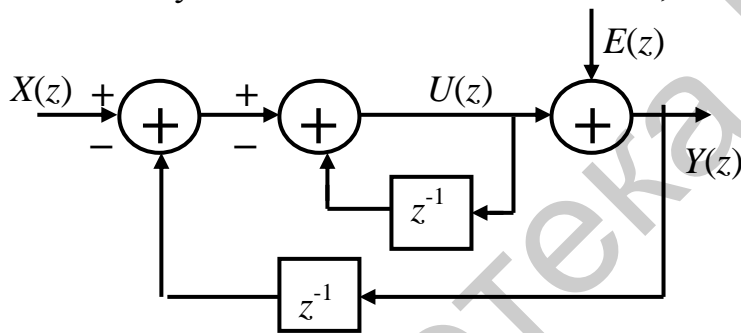 E(z)
X(z) + − + − U(z) Y(z)
+ + +
z⁻¹
z⁻¹